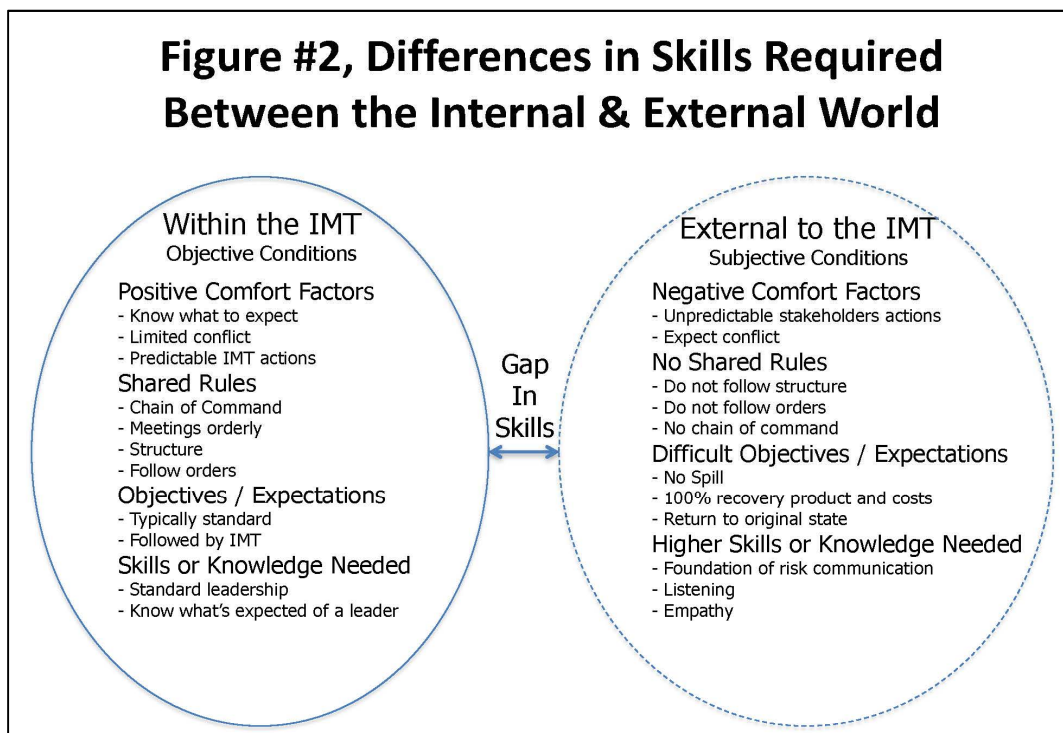 Figure #2, Differences in Skills Required
Between the Internal & External World
Within the IMT
Objective Conditions
Positive Comfort Factors
- Know what to expect
- Limited conflict
- Predictable IMT actions
Shared Rules
- Chain of Command
- Meetings orderly
- Structure
- Follow orders
Objectives / Expectations
- Typically standard
- Followed by IMT
Skills or Knowledge Needed
- Standard leadership
- Know what's expected of a leader
Gap
In
Skills
External to the IMT
Subjective Conditions
Negative Comfort Factors
- Unpredictable stakeholders actions
- Expect conflict
No Shared Rules
- Do not follow structure
- Do not follow orders
- No chain of command
Difficult Objectives / Expectations
- No Spill
- 100% recovery product and costs
- Return to original state
Higher Skills or Knowledge Needed
- Foundation of risk communication
- Listening
- Empathy